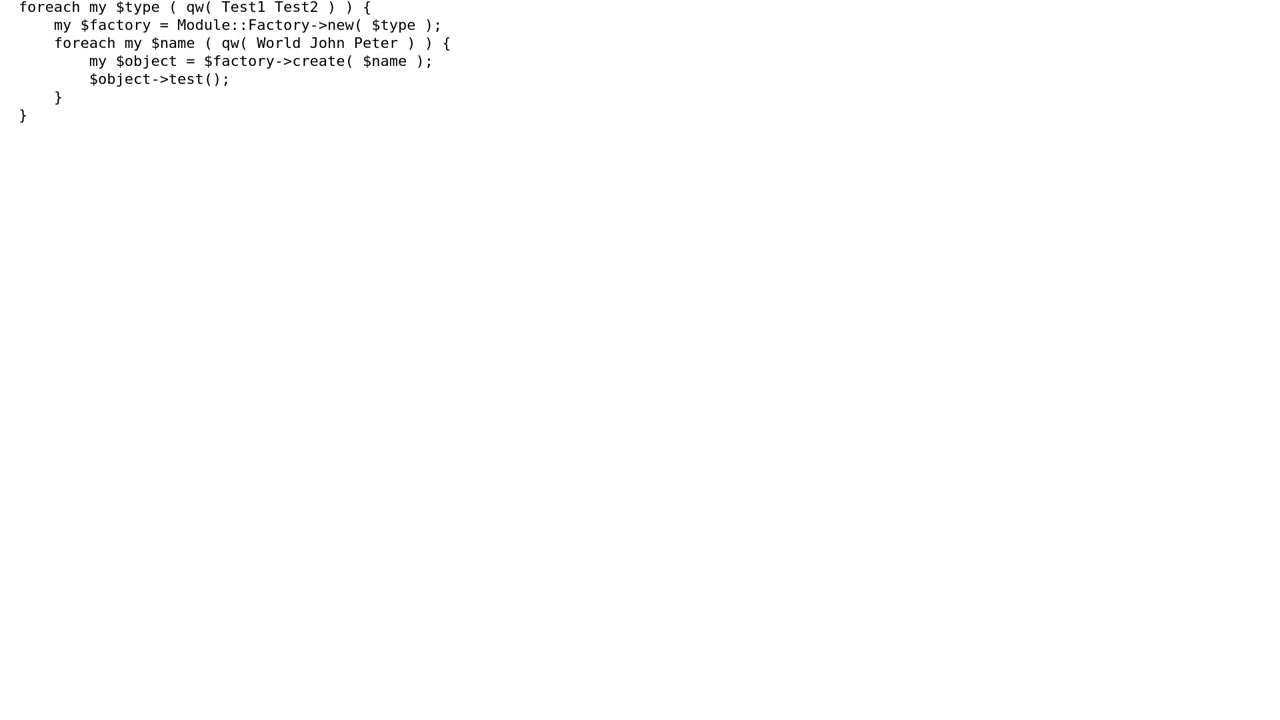 foreach my $type ( qw( Test1 Test2 ) ) {
    my $factory = Module::Factory->new( $type );
    foreach my $name ( qw( World John Peter ) ) {
        my $object = $factory->create( $name );
        $object->test();
    }
}